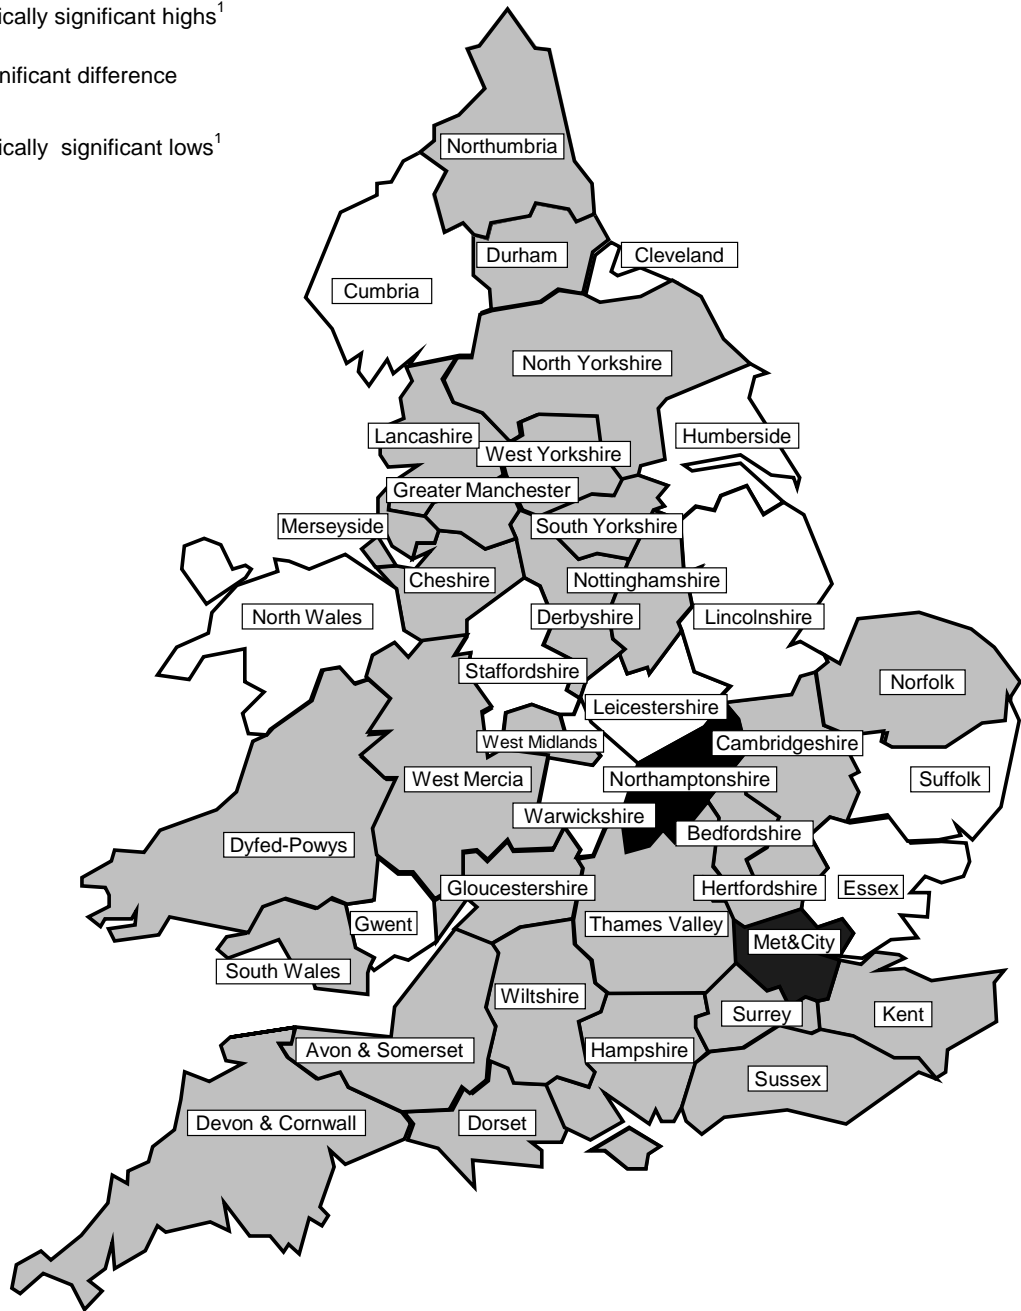 ically significant highs1
nificant difference
ically significant lows1
Northumbria
Durham
Cleveland
Cumbria
North Yorkshire
Lancashire
Humberside
West Yorkshire
Greater Manchester
Merseyside
South Yorkshire
Cheshire
Nottinghamshire
North Wales
Derbyshire
Lincolnshire
Staffordshire
Norfolk
Leicestershire
West Midlands
Cambridgeshire
West Mercia
Northamptonshire
Suffolk
Warwickshire
Bedfordshire
Dyfed-Powys
Gloucestershire
Hertfordshire
Essex
Gwent
Thames Valley
Met&City
South Wales
Wiltshire
Surrey
Kent
Avon & Somerset
Hampshire
Sussex
Devon & Cornwall
Dorset